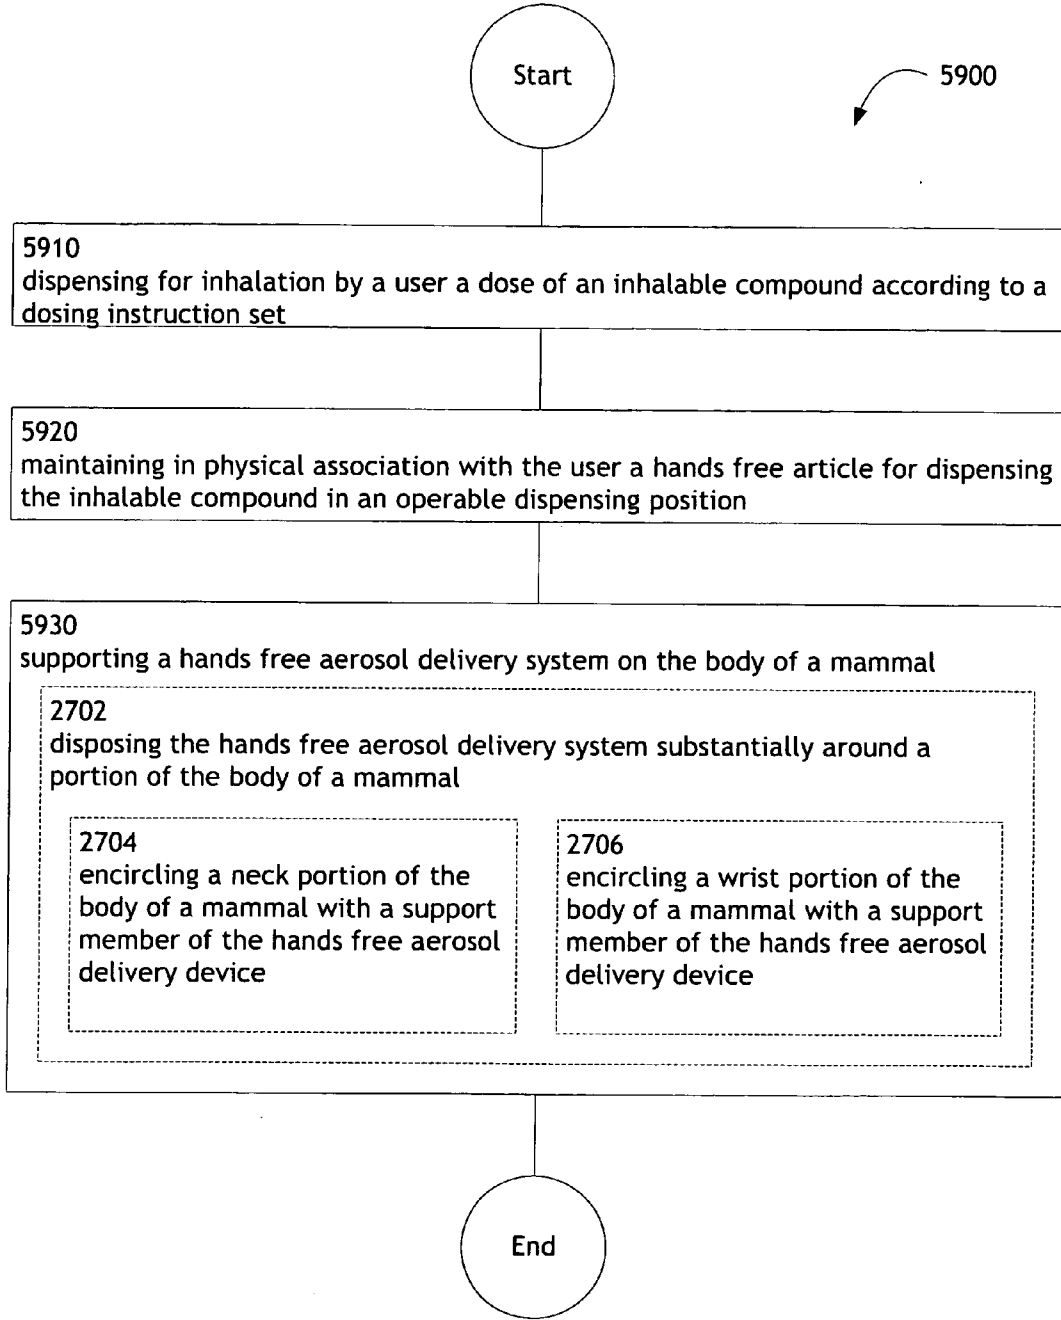 Start
5900
5910
dispensing for inhalation by a user a dose of an inhalable compound according to a
dosing instruction set
5920
maintaining in physical association with the user a hands free article for dispensing
the inhalable compound in an operable dispensing position
5930
supporting a hands free aerosol delivery system on the body of a mammal
2702
disposing the hands free aerosol delivery system substantially around a
portion of the body of a mammal
2704
encircling a neck portion of the
body of a mammal with a support
member of the hands free aerosol
delivery device
2706
encircling a wrist portion of the
body of a mammal with a support
member of the hands free aerosol
delivery device
End